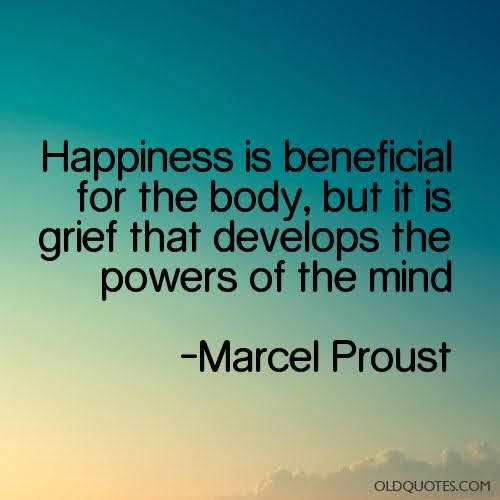 Happiness is beneficial
for the body, but it is
grief that develops the
powers of the mind
-Marcel Proust
OLDQUOTES.COM